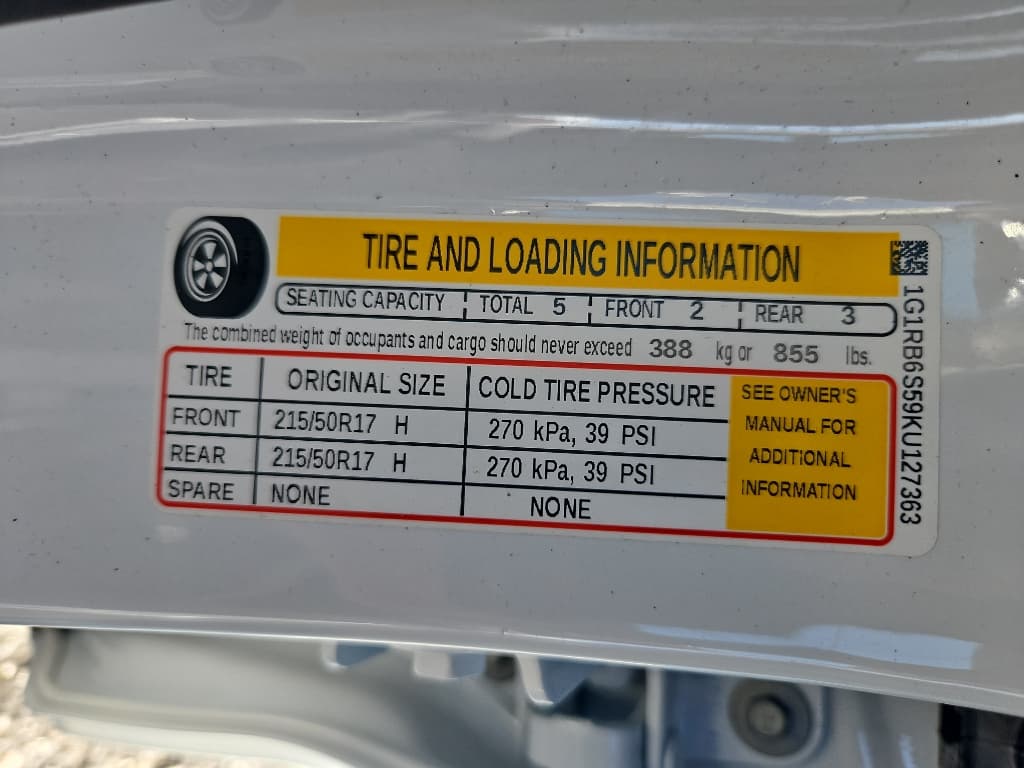 TIRE AND LOADING INFORMATION
SEATING CAPACITY TOTAL 5 FRONT 2 REAR 3
The combined weight of occupants and cargo should never exceed 388 kg or 855 lbs.
TIRE ORIGINAL SIZE COLD TIRE PRESSURE
FRONT 215/50R17 H 270 kPa, 39 PSI
REAR 215/50R17 H 270 kPa, 39 PSI
SPARE NONE NONE
SEE OWNER'S
MANUAL FOR
ADDITIONAL
INFORMATION
1G1RB6S59KU127363